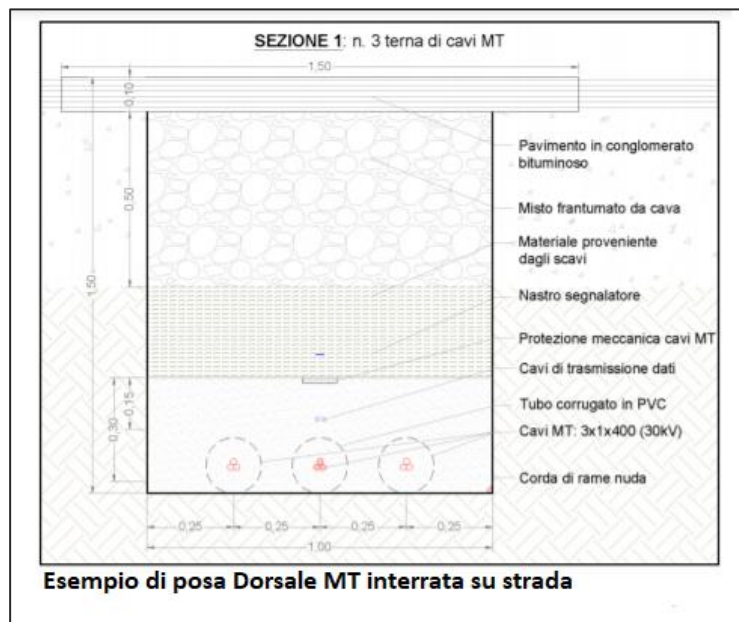 SEZIONE 1: n. 3 terna di cavi MT
1,50
0,10
Pavimento in conglomerato
bituminoso
0,50
Misto frantumato da cava
Materiale proveniente
dagli scavi
1,50
Nastro segnalatore
Protezione meccanica cavi MT
Cavi di trasmissione dati
0,15
0,30
Tubo corrugato in PVC
Cavi MT: 3x1x400 (30kV)
Corda di rame nuda
0,25 0,25 0,25 0,25
1,00
Esempio di posa Dorsale MT interrata su strada